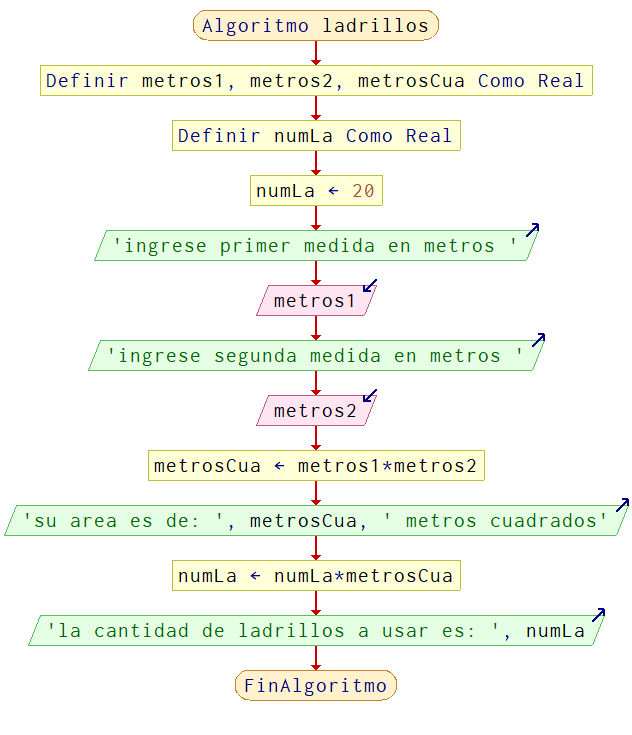 Algoritmo ladrillos
Definir metros1, metros2, metrosCua Como Real
Definir numLa Como Real
numLa ← 20
'ingrese primer medida en metros '
metros1
'ingrese segunda medida en metros '
metros2
metrosCua ← metros1*metros2
'su area es de: ', metrosCua, ' metros cuadrados'
numLa ← numLa*metrosCua
'la cantidad de ladrillos a usar es: ', numLa
FinAlgoritmo